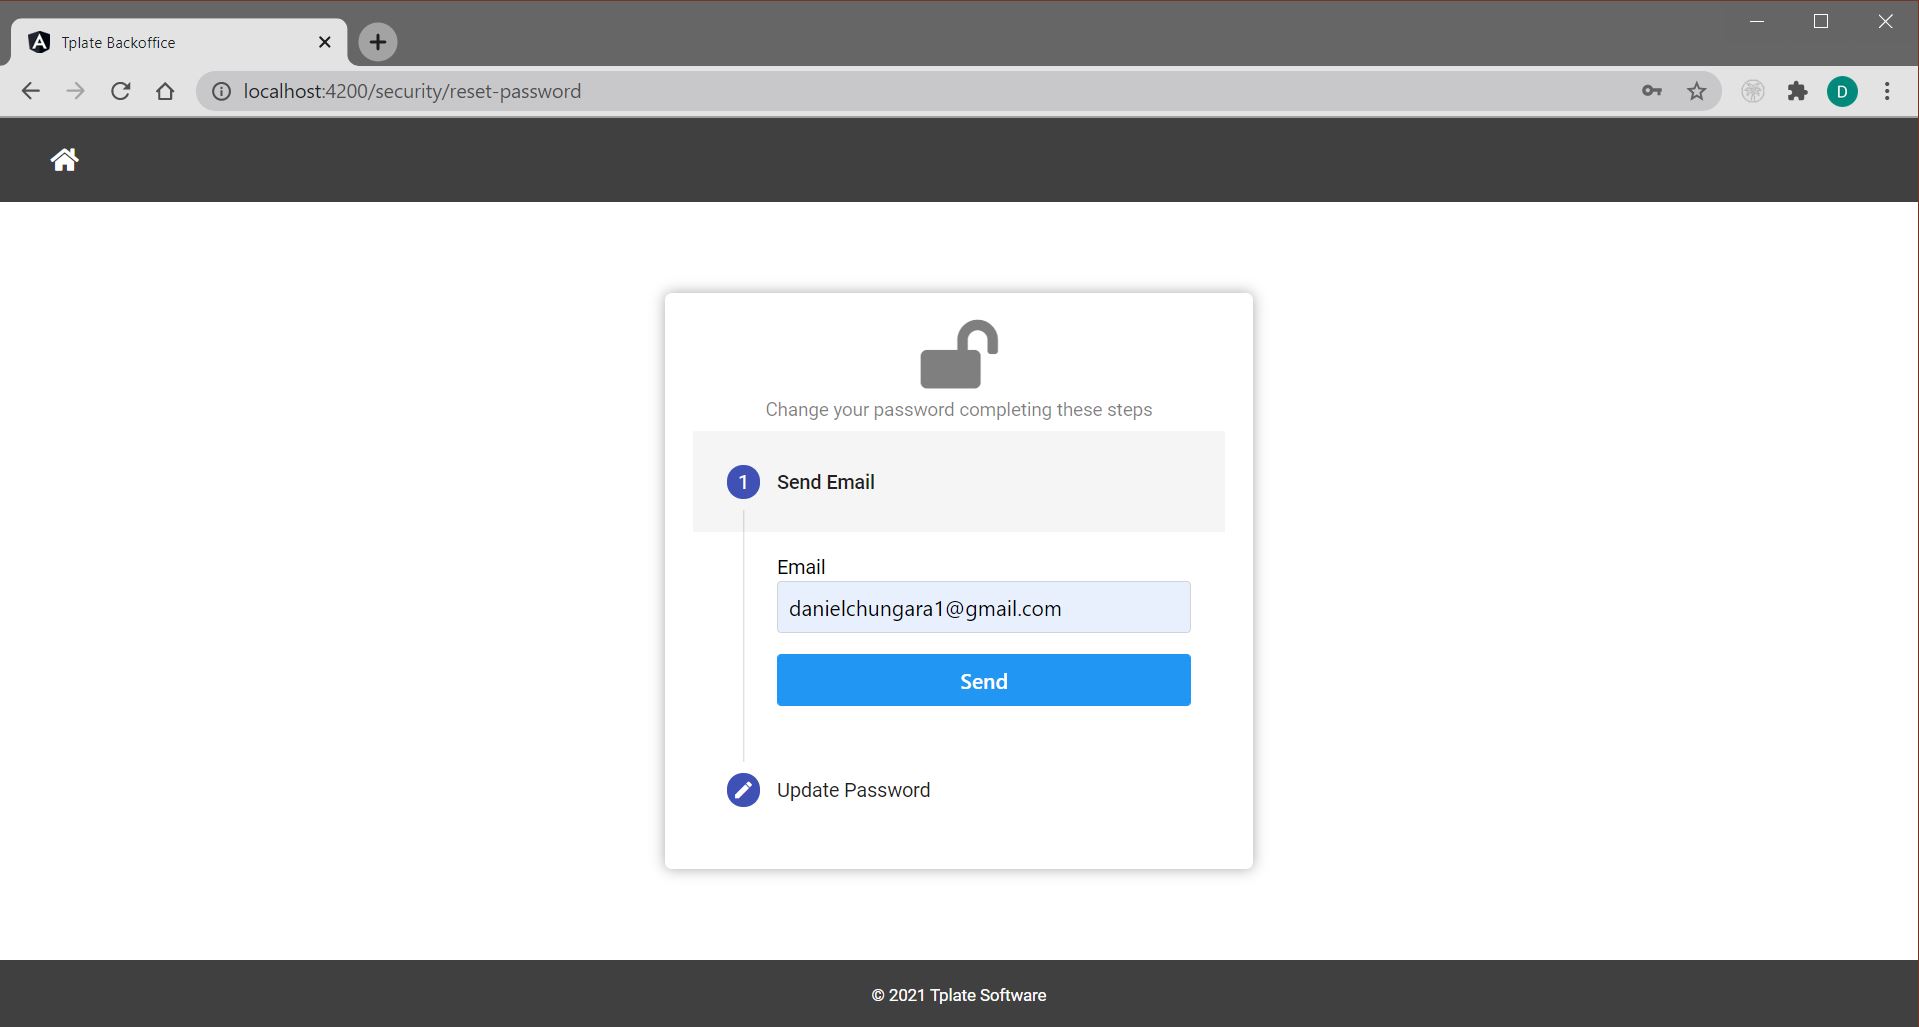 Tplate Backoffice
localhost:4200/security/reset-password
D
Change your password completing these steps
1 Send Email
Email
danielchungara1@gmail.com
Send
Update Password
© 2021 Tplate Software